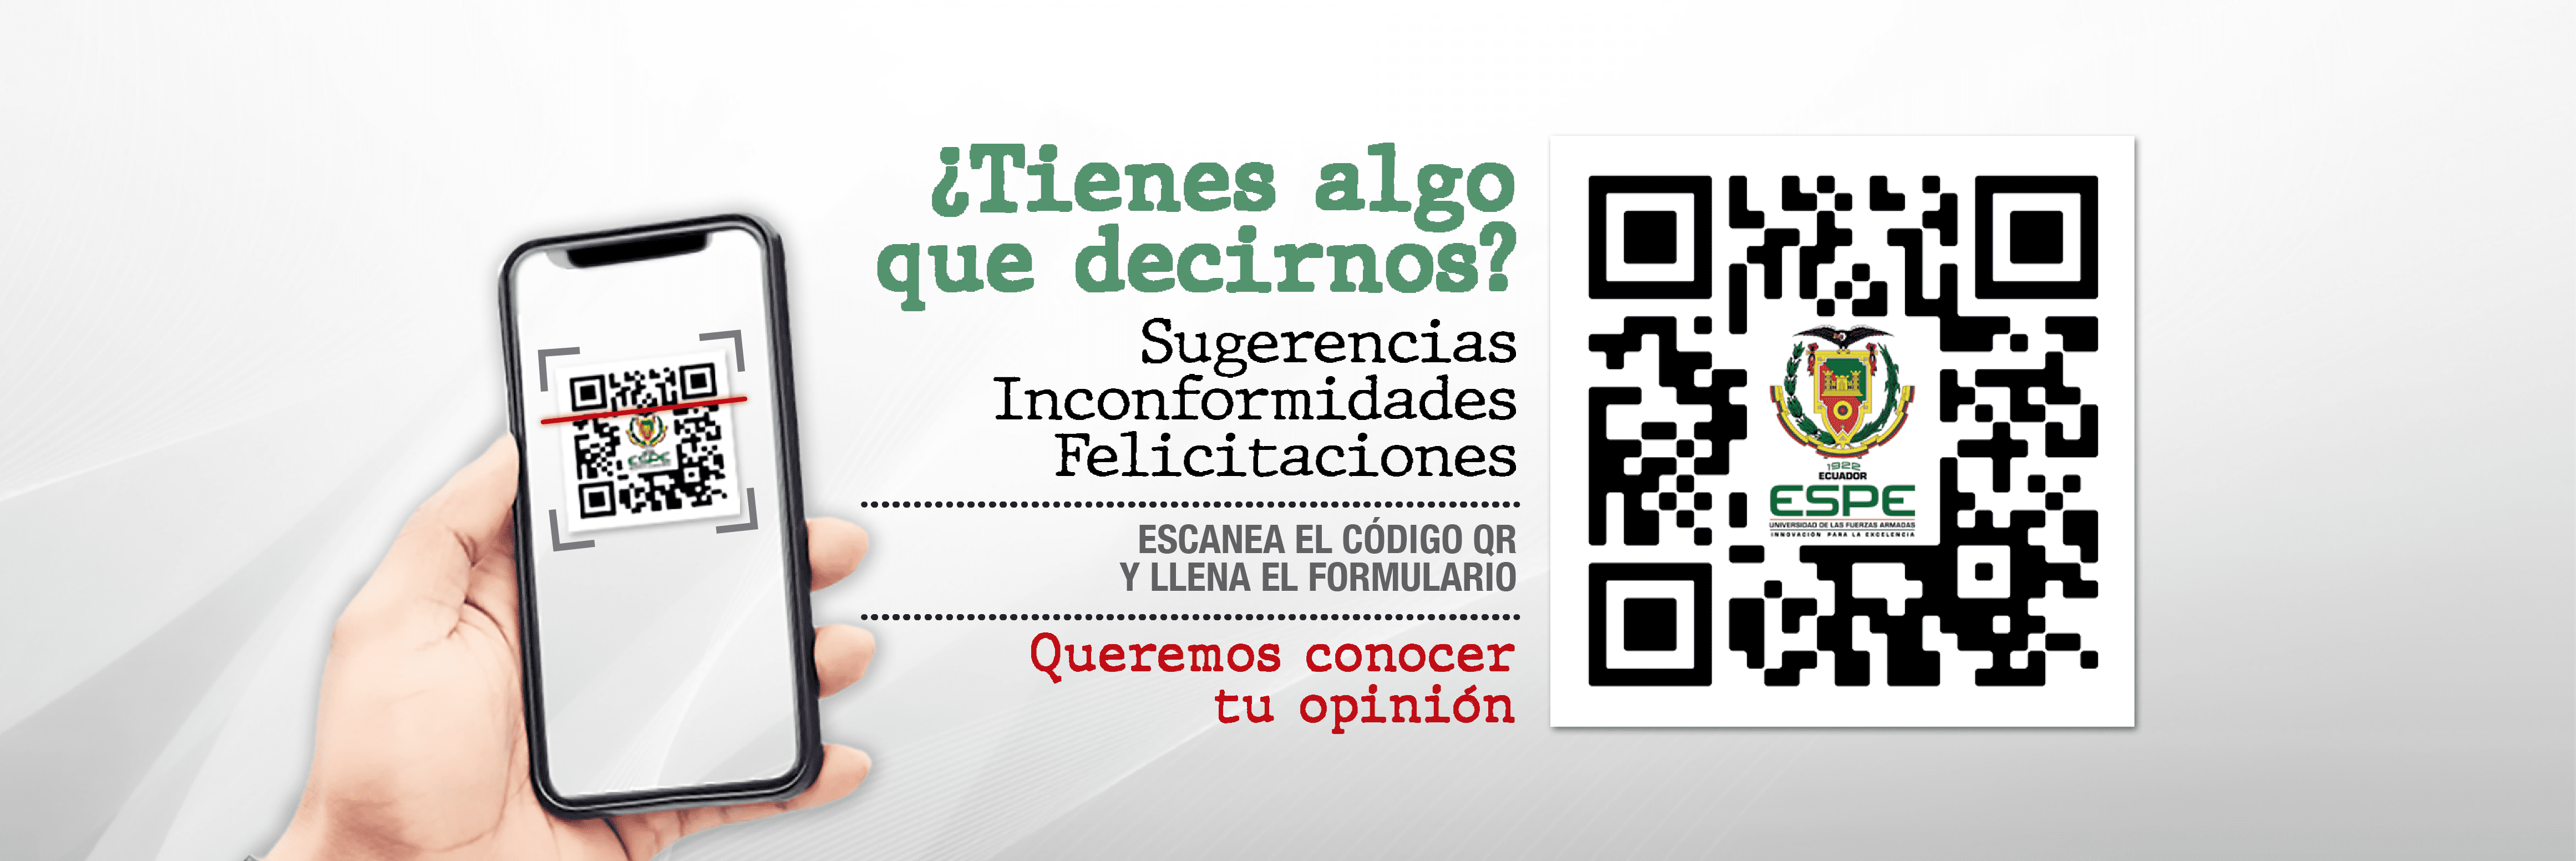 ¿Tienes algo
que decirnos?
Sugerencias
Inconformidades
Felicitaciones
ESCANEA EL CÓDIGO QR
Y LLENA EL FORMULARIO
Queremos conocer
tu opinión
1922
ECUADOR
ESPE
UNIVERSIDAD DE LAS FUERZAS ARMADAS
INNOVACIÓN PARA LA EXCELENCIA
ESPE